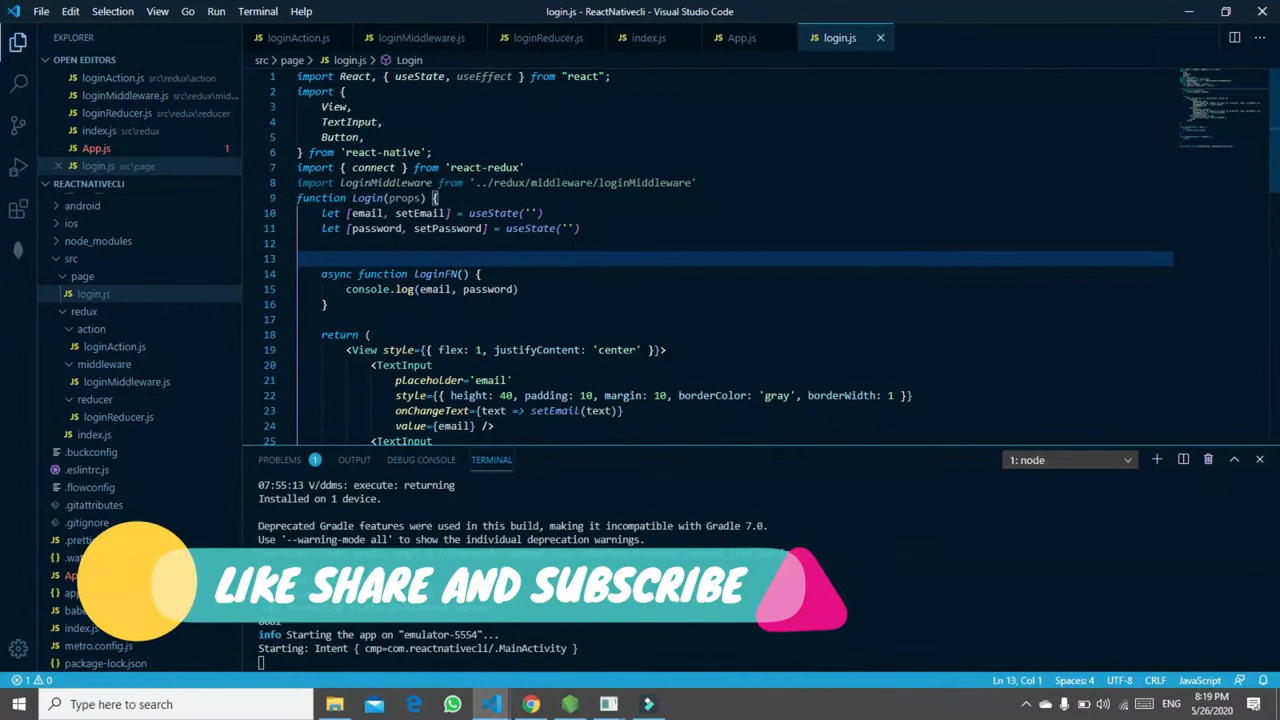 File Edit Selection View Go Run Terminal Help
login.js - ReactNativecli - Visual Studio Code
EXPLORER
OPEN EDITORS
JS loginAction.js src\redux\action
JS loginMiddleware.js src\redux\mid...
JS loginReducer.js src\redux\reducer
JS index.js src\redux
JS App.js 1
JS login.js src\page
REACTNATIVECLI
android
ios
node_modules
src
page
JS login.js
redux
action
JS loginAction.js
middleware
JS loginMiddleware.js
reducer
JS loginReducer.js
JS index.js
.buckconfig
.eslintrc.js
.flowconfig
.gitattributes
.gitignore
metro.config.js
package-lock.json
JS loginAction.js JS loginMiddleware.js JS loginReducer.js JS index.js JS App.js JS login.js
src > page > JS login.js > Login
1 import React, { useState, useEffect } from "react";
2 import {
3 View,
4 TextInput,
5 Button,
6 } from 'react-native';
7 import { connect } from 'react-redux'
8 import LoginMiddleware from '../redux/middleware/loginMiddleware'
9 function Login(props) {
10 let [email, setEmail] = useState('')
11 let [password, setPassword] = useState('')
12
13
14 async function loginFN() {
15 console.log(email, password)
16 }
17
18 return (
19 <View style={{ flex: 1, justifyContent: 'center' }}>
20 <TextInput
21 placeholder='email'
22 style={{ height: 40, padding: 10, margin: 10, borderColor: 'gray', borderWidth: 1 }}
23 onChangeText={text => setEmail(text)}
24 value={email} />
25 <TextInput
PROBLEMS 1 OUTPUT DEBUG CONSOLE TERMINAL
1: node
07:55:13 V/ddms: execute: returning
Installed on 1 device.
Deprecated Gradle features were used in this build, making it incompatible with Gradle 7.0.
Use '--warning-mode all' to show the individual deprecation warnings.
LIKE SHARE AND SUBSCRIBE
info Starting the app on "emulator-5554"...
Starting: Intent { cmp=com.reactnativecli/.MainActivity }
1 0
Ln 13, Col 1 Spaces: 4 UTF-8 CRLF JavaScript
Type here to search
ENG
8:19 PM
5/26/2020